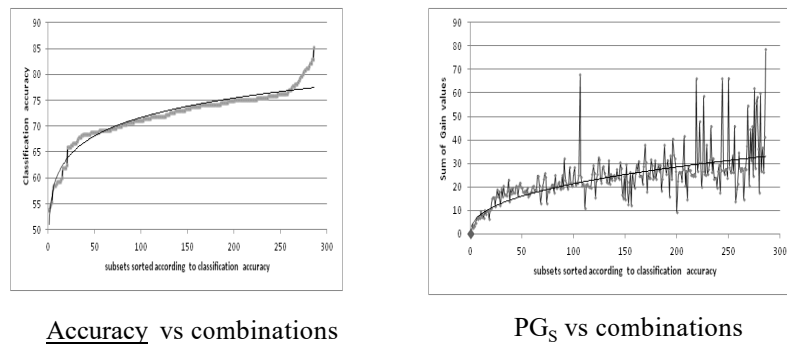 90
85
80
75
70
65
60
55
50
Classification accuracy
0 50 100 150 200 250 300
subsets sorted according to classification accuracy
Accuracy vs combinations
90
80
70
60
50
40
30
20
10
0
Sum of Gain values
0 50 100 150 200 250 300
subsets sorted according to classification accuracy
PGS vs combinations